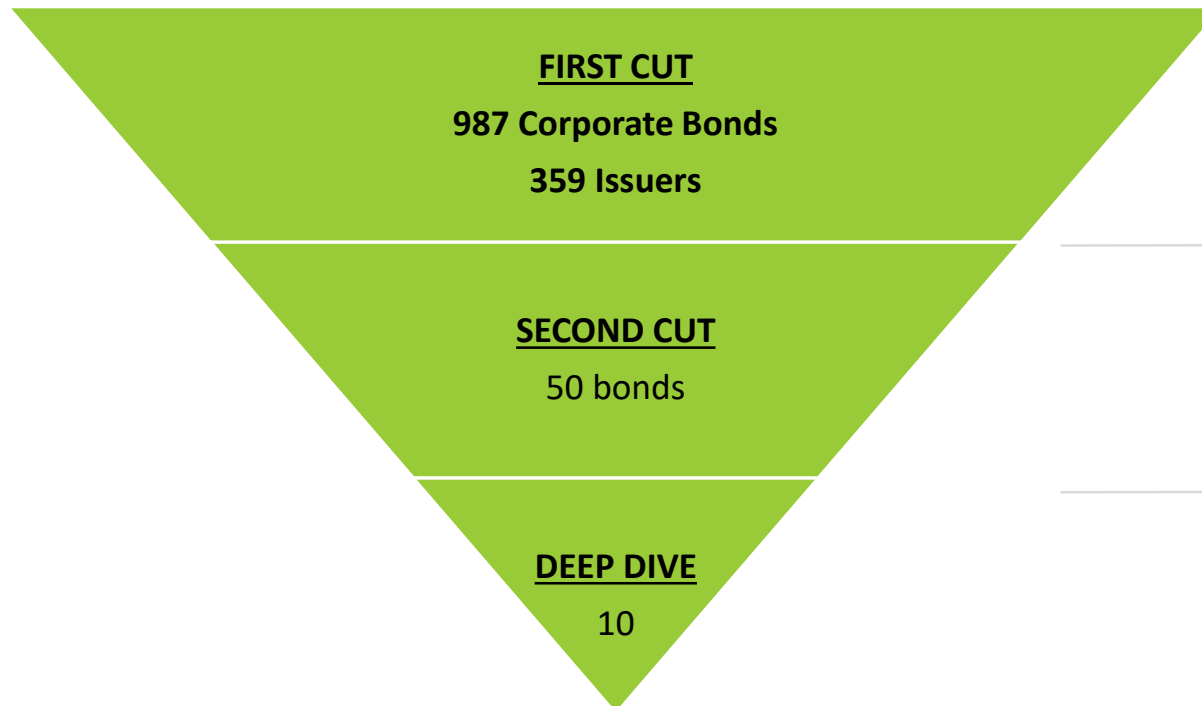 FIRST CUT
987 Corporate Bonds
359 Issuers
SECOND CUT
50 bonds
DEEP DIVE
10